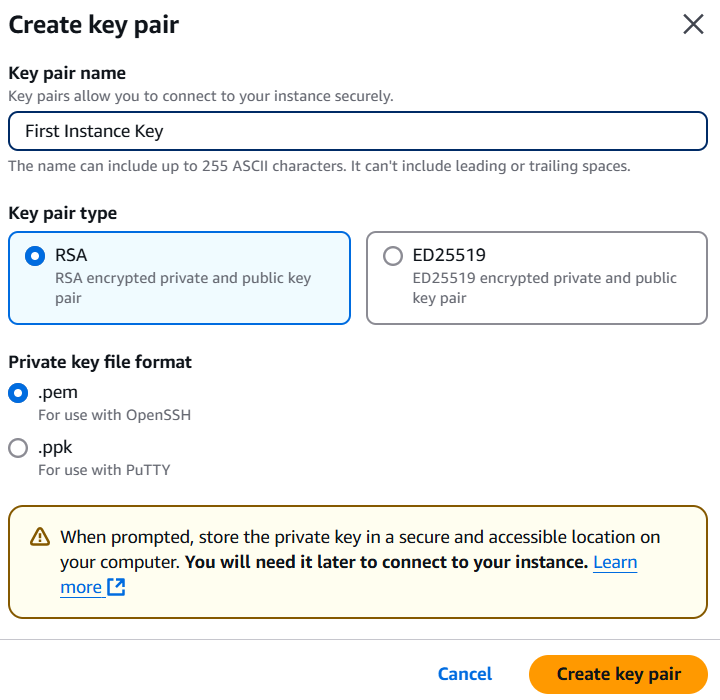 Create key pair
Key pair name
Key pairs allow you to connect to your instance securely.
First Instance Key
The name can include up to 255 ASCII characters. It can't include leading or trailing spaces.
Key pair type
RSA
RSA encrypted private and public key
pair
ED25519
ED25519 encrypted private and public
key pair
Private key file format
.pem
For use with OpenSSH
.ppk
For use with PuTTY
When prompted, store the private key in a secure and accessible location on
your computer. You will need it later to connect to your instance. Learn
more
Cancel
Create key pair